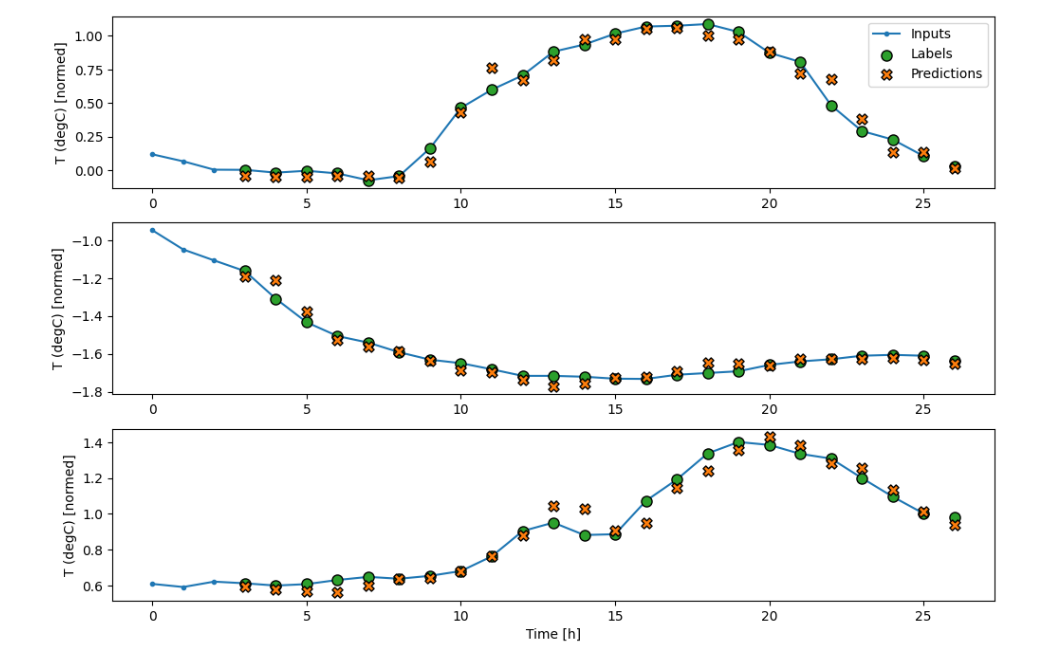 T (degC) [normed]
1.00
0.75
0.50
0.25
0.00
Inputs
Labels
Predictions
0 5 10 15 20 25
T (degC) [normed]
−1.0
−1.2
−1.4
−1.6
−1.8
0 5 10 15 20 25
T (degC) [normed]
1.4
1.2
1.0
0.8
0.6
0 5 10 15 20 25
Time [h]